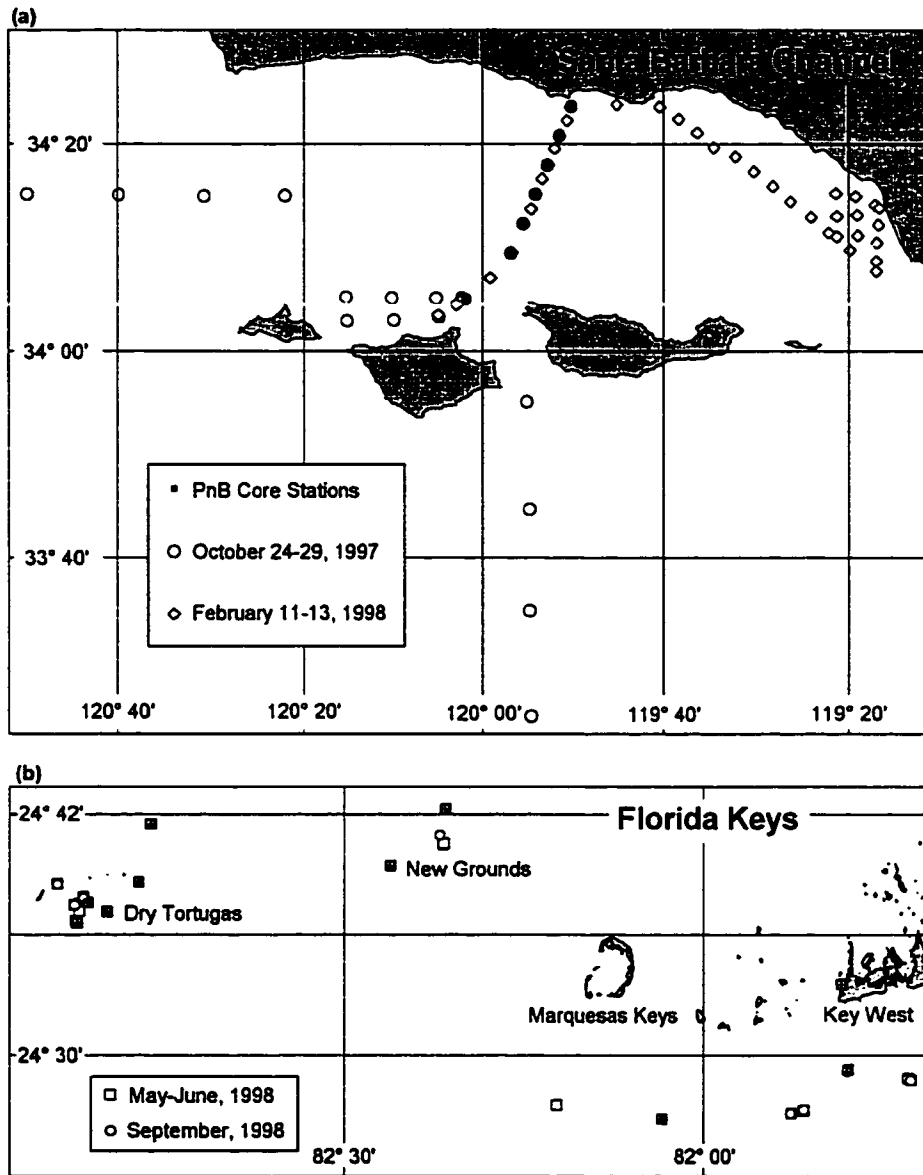 (a)
Santa Barbara Channel
34° 20'
34° 00'
33° 40'
PnB Core Stations
October 24-29, 1997
February 11-13, 1998
120° 40'
120° 20'
120° 00'
119° 40'
119° 20'
(b)
24° 42'
Florida Keys
New Grounds
Dry Tortugas
Marquesas Keys
Key West
24° 30'
May-June, 1998
September, 1998
82° 30'
82° 00'